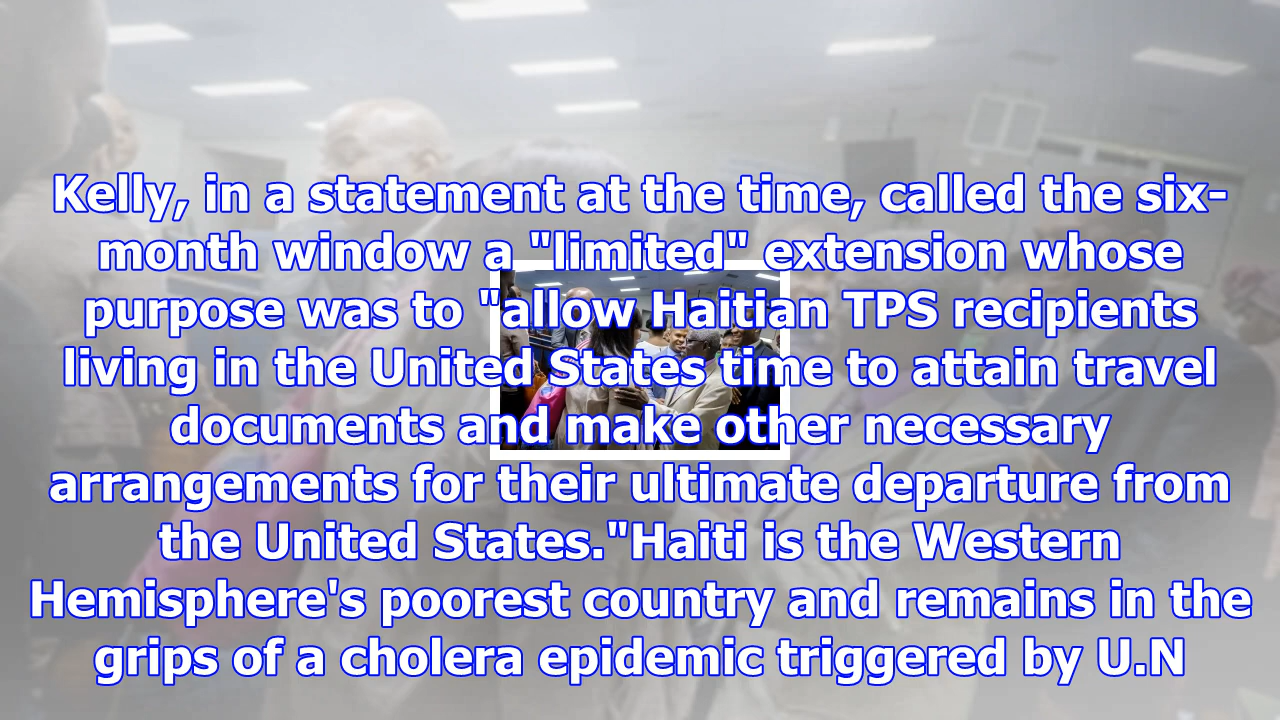 Kelly, in a statement at the time, called the six-
month window a "limited" extension whose
purpose was to "allow Haitian TPS recipients
living in the United States time to attain travel
documents and make other necessary
arrangements for their ultimate departure from
the United States."Haiti is the Western
Hemisphere's poorest country and remains in the
grips of a cholera epidemic triggered by U.N